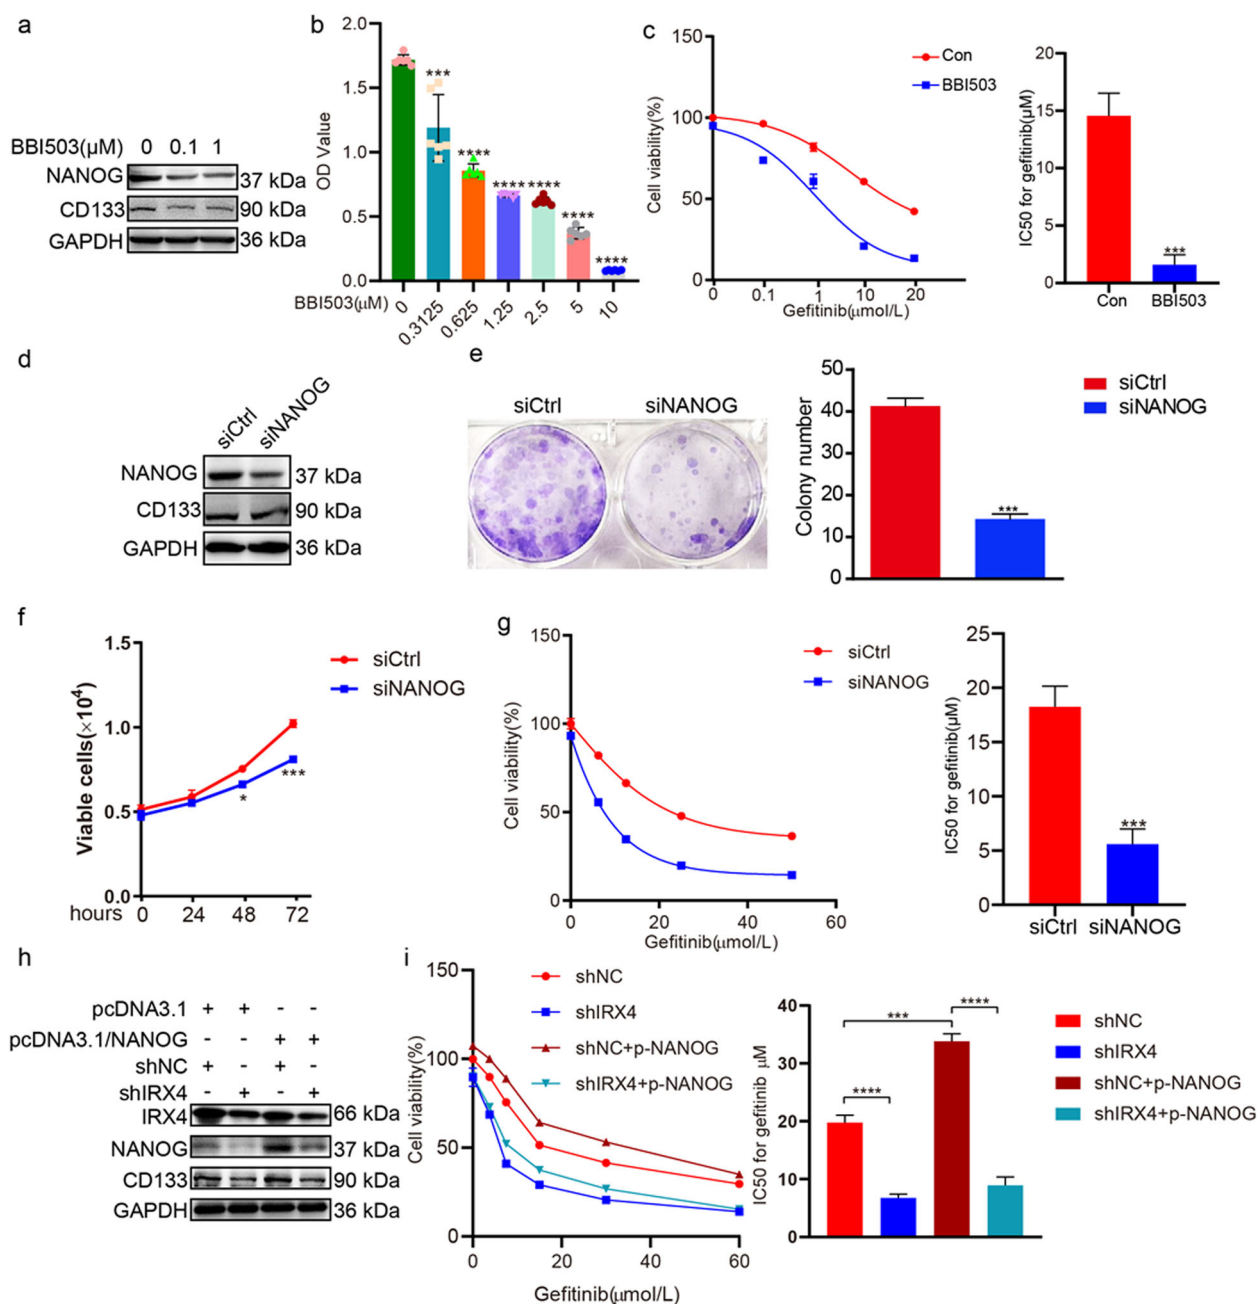 a
BBI503(μM) 0 0.1 1
NANOG 37 kDa
CD133 90 kDa
GAPDH 36 kDa
b
2.0
1.5
1.0
0.5
0.0
OD Value
*** **** **** **** **** ****
BBI503(μM) 0 0.3125 0.625 1.25 2.5 5 10
c
150
100
50
0
Cell viability(%)
Con
BBI503
0 0.1 1 10 20
Gefitinib(μmol/L)
20
15
10
5
0
IC50 for gefitinib(μM)
***
Con BBI503
d
siCtrl siNANOG
NANOG 37 kDa
CD133 90 kDa
GAPDH 36 kDa
e
siCtrl siNANOG
50
40
30
20
10
0
Colony number
***
siCtrl
siNANOG
f
1.5
1.0
0.5
0.0
Viable cells(×10⁴)
siCtrl
siNANOG
*
***
hours 0 24 48 72
g
150
100
50
0
Cell viability(%)
siCtrl
siNANOG
0 20 40 60
Gefitinib(μmol/L)
25
20
15
10
5
0
IC50 for gefitinib(μM)
***
siCtrl siNANOG
h
pcDNA3.1 + + - -
pcDNA3.1/NANOG - - + +
shNC + - + -
shIRX4 - + - +
IRX4 66 kDa
NANOG 37 kDa
CD133 90 kDa
GAPDH 36 kDa
i
150
100
50
0
Cell viability(%)
shNC
shIRX4
shNC+p-NANOG
shIRX4+p-NANOG
0 20 40 60
Gefitinib(μmol/L)
40
30
20
10
0
IC50 for gefitinib μM
****
***
****
shNC
shIRX4
shNC+p-NANOG
shIRX4+p-NANOG